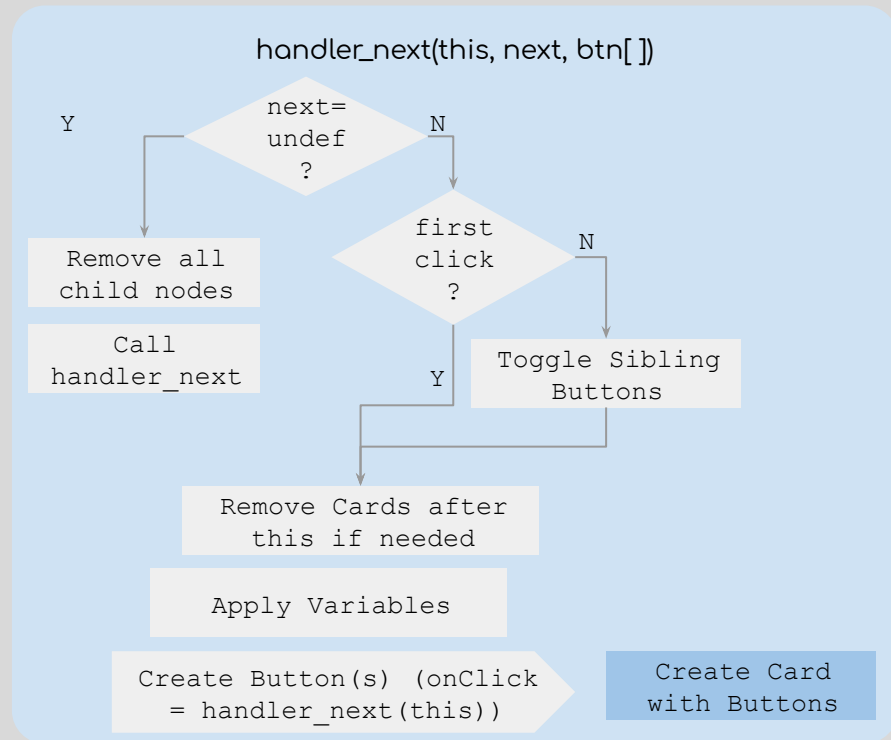 handler_next(this, next, btn[ ])
next=
undef
?
Y
N
first
click
?
N
Remove all
child nodes
Call
handler_next
Y
Toggle Sibling
Buttons
Remove Cards after
this if needed
Apply Variables
Create Button(s) (onClick
= handler_next(this))
Create Card
with Buttons